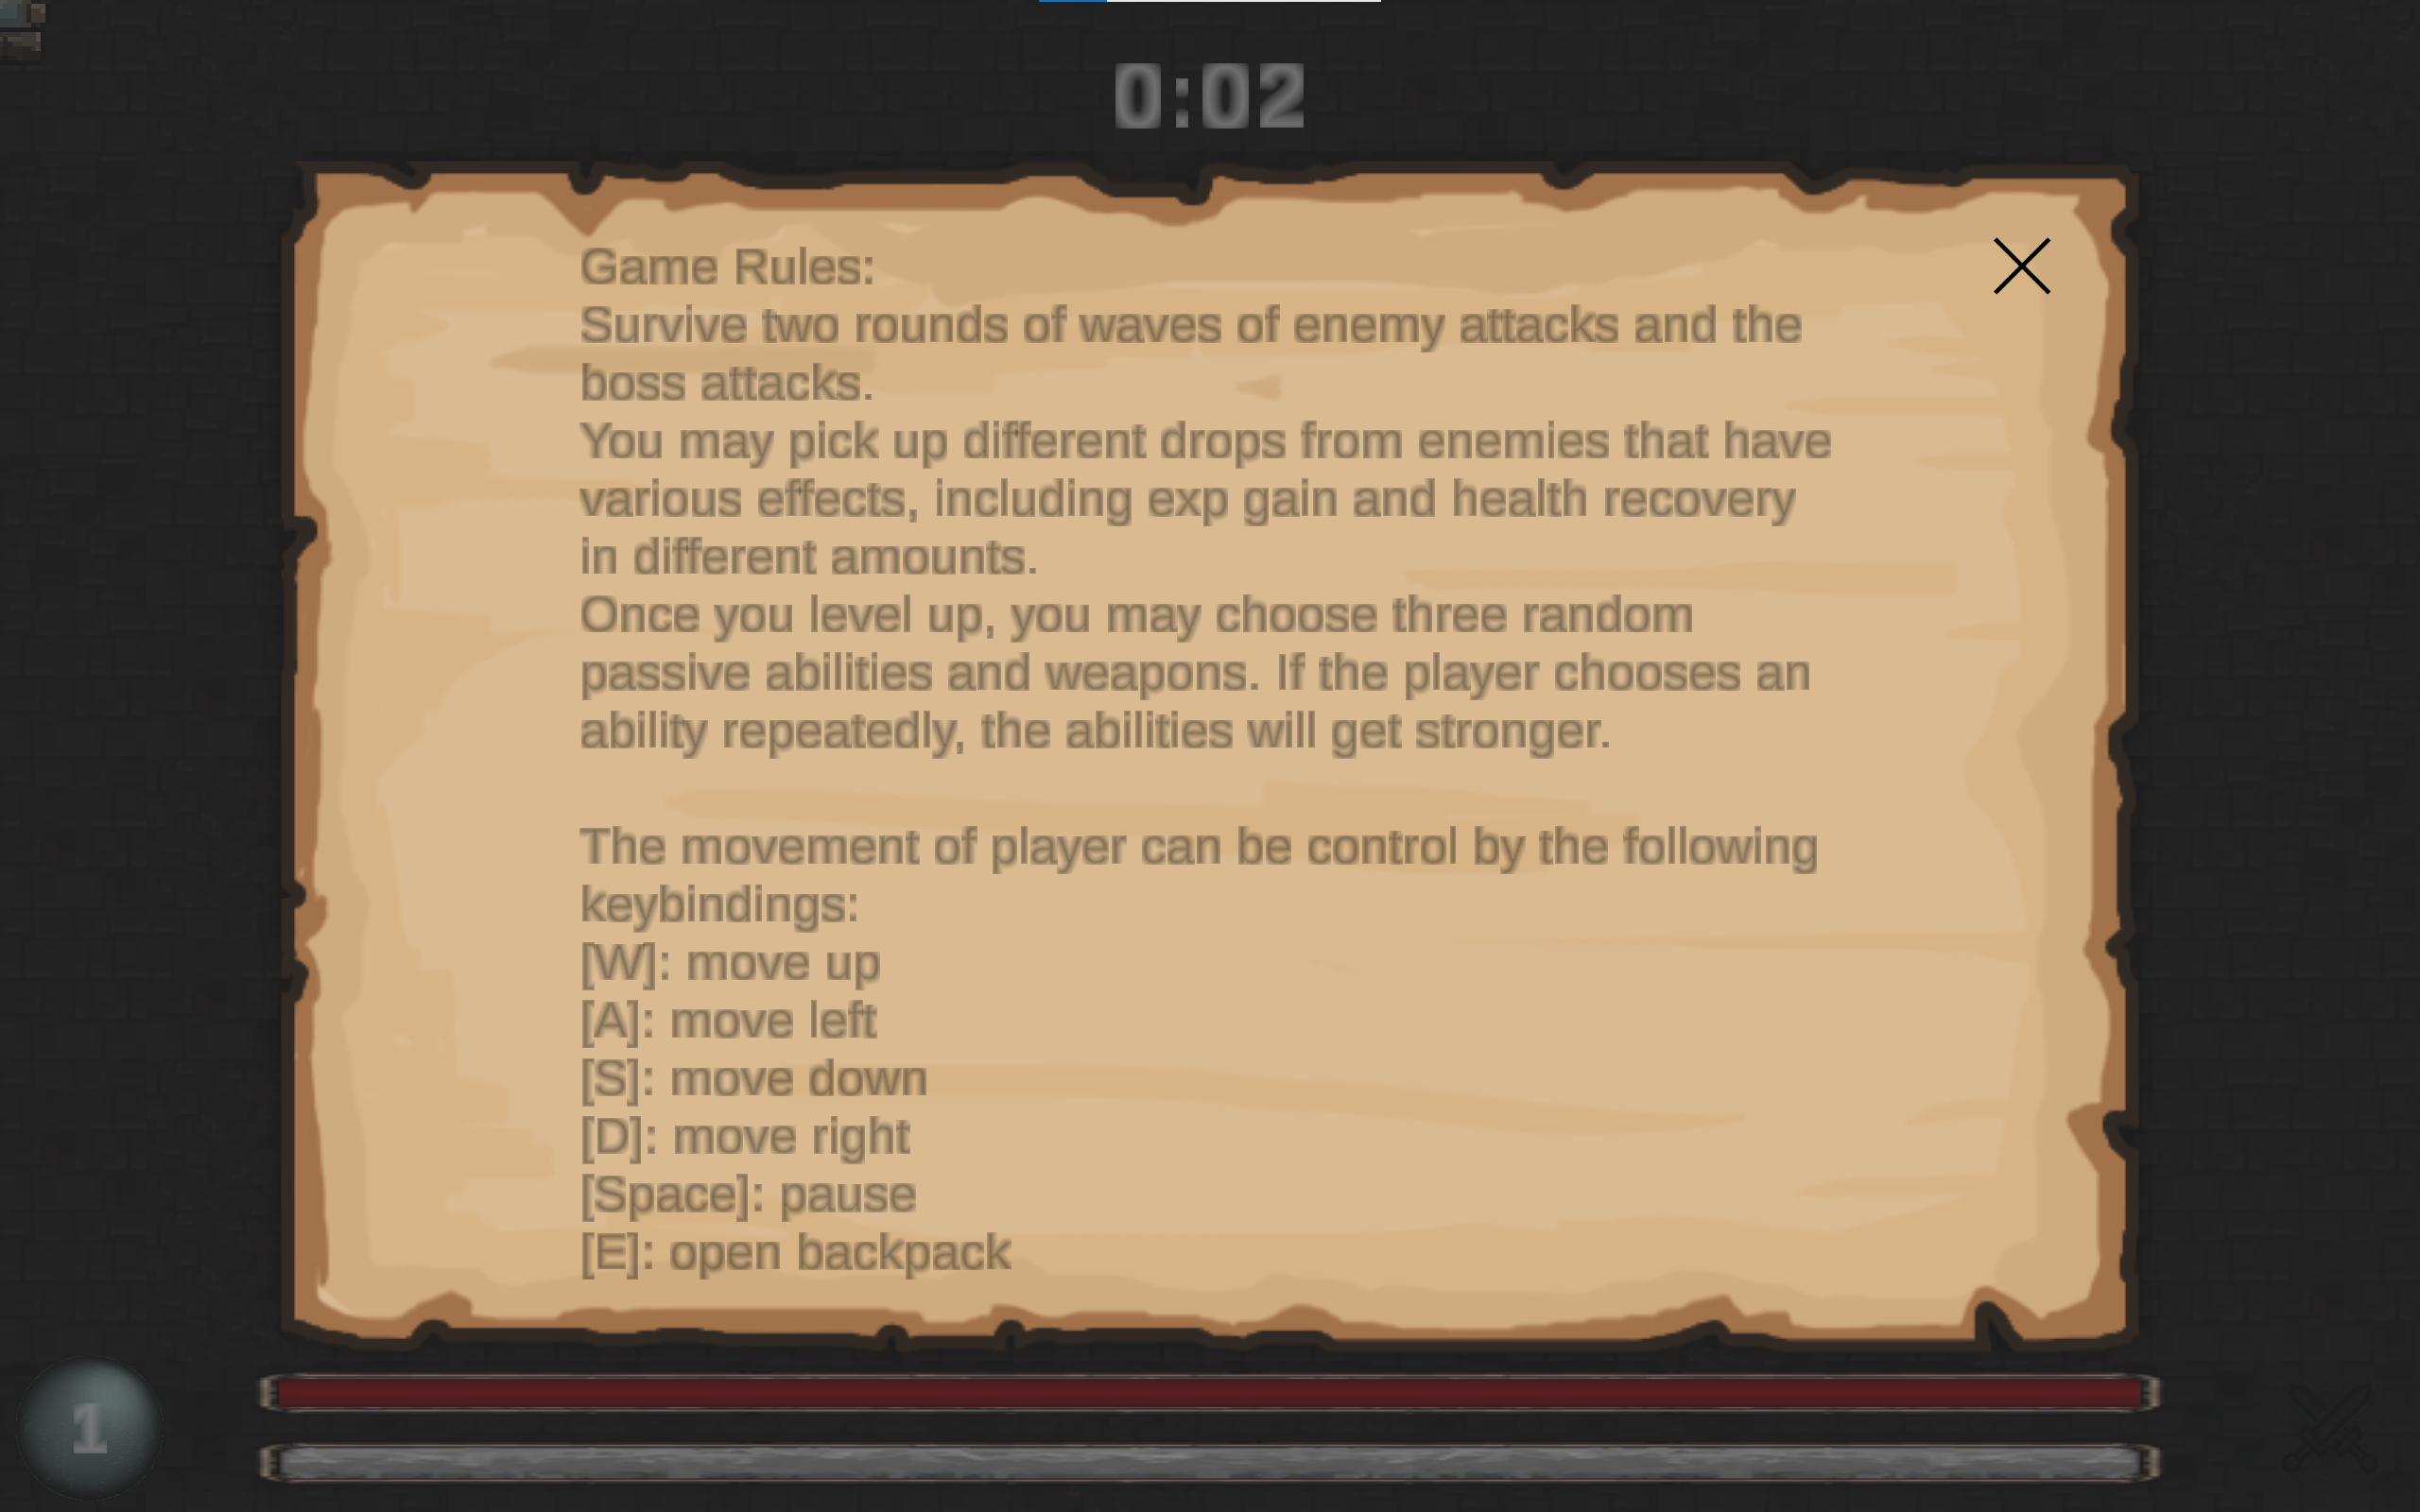 0:02
Game Rules:
Survive two rounds of waves of enemy attacks and the
boss attacks.
You may pick up different drops from enemies that have
various effects, including exp gain and health recovery
in different amounts.
Once you level up, you may choose three random
passive abilities and weapons. If the player chooses an
ability repeatedly, the abilities will get stronger.
The movement of player can be control by the following
keybindings:
[W]: move up
[A]: move left
[S]: move down
[D]: move right
[Space]: pause
[E]: open backpack
1